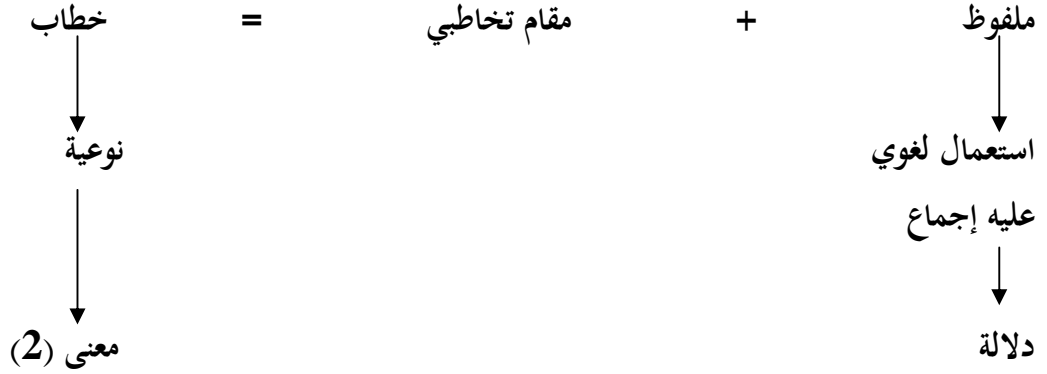 ملفوظ + مقام تخاطبي = خطاب
استعمال لغوي نوعية
عليه إجماع
دلالة معنى (2)